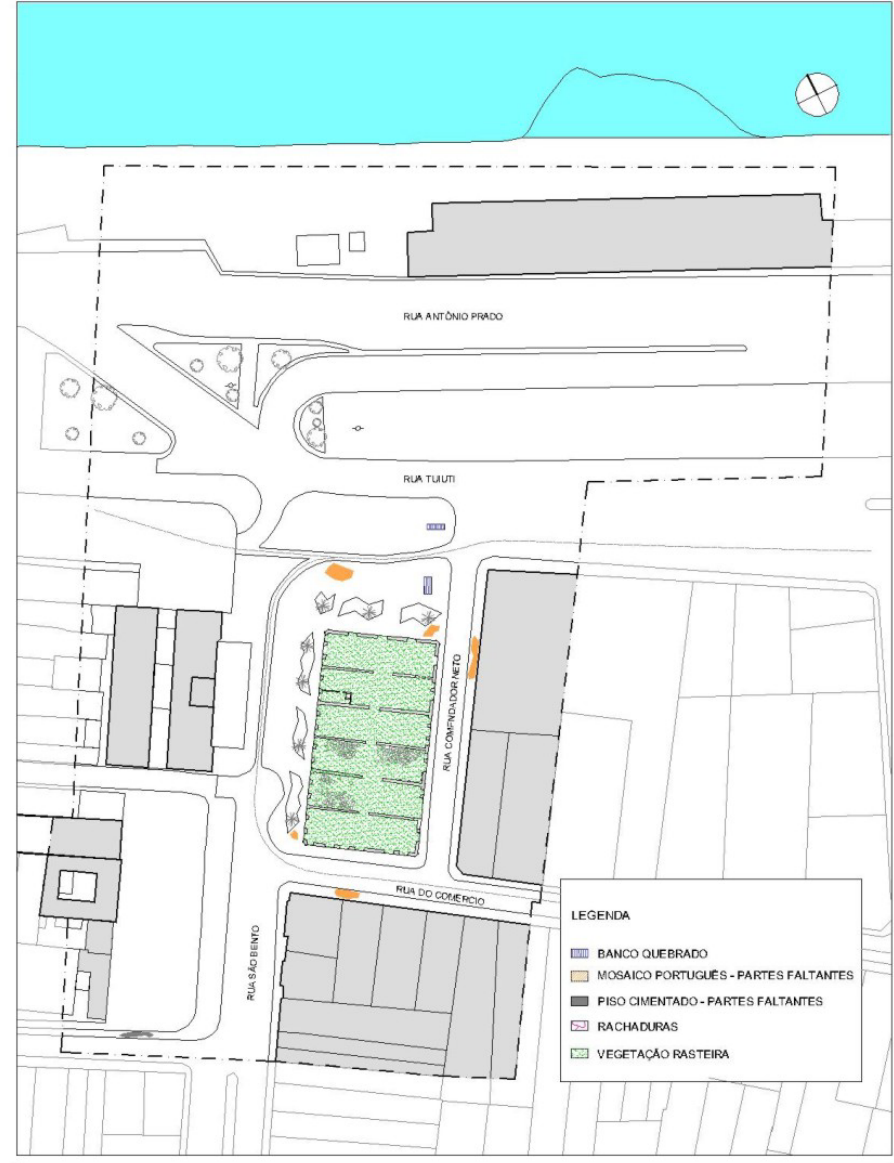 RUA ANTÔNIO PRADO
RUA TUIUTI
RUA COMENDADOR NETO
RUA DO COMERCIO
RUA SÃO BENTO
LEGENDA
BANCO QUEBRADO
MOSAICO PORTUGUÊS - PARTES FALTANTES
PISO CIMENTADO - PARTES FALTANTES
RACHADURAS
VEGETAÇÃO RASTEIRA